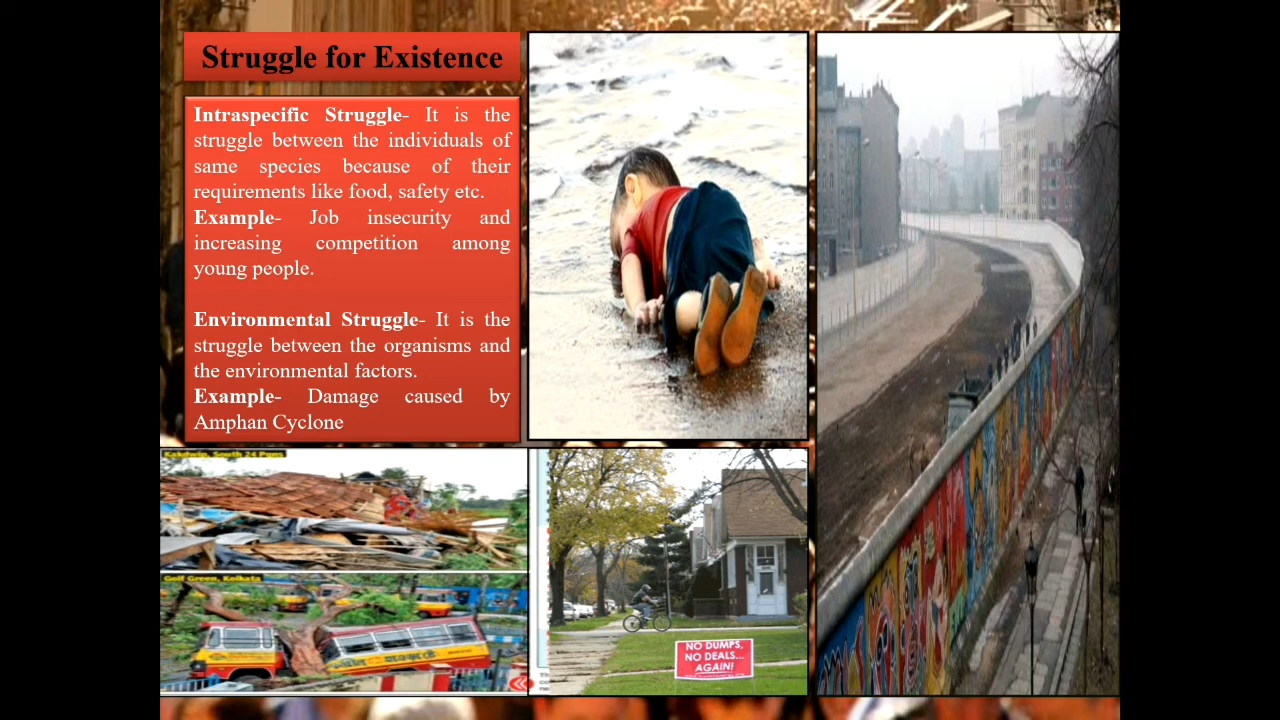 Struggle for Existence
Intraspecific Struggle- It is the
struggle between the individuals of
same species because of their
requirements like food, safety etc.
Example- Job insecurity and
increasing competition among
young people.
Environmental Struggle- It is the
struggle between the organisms and
the environmental factors.
Example- Damage caused by
Amphan Cyclone
Kakdwip, South 24 Pgns
Golf Green, Kolkata
NO DUMPS,
NO DEALS...
AGAIN!